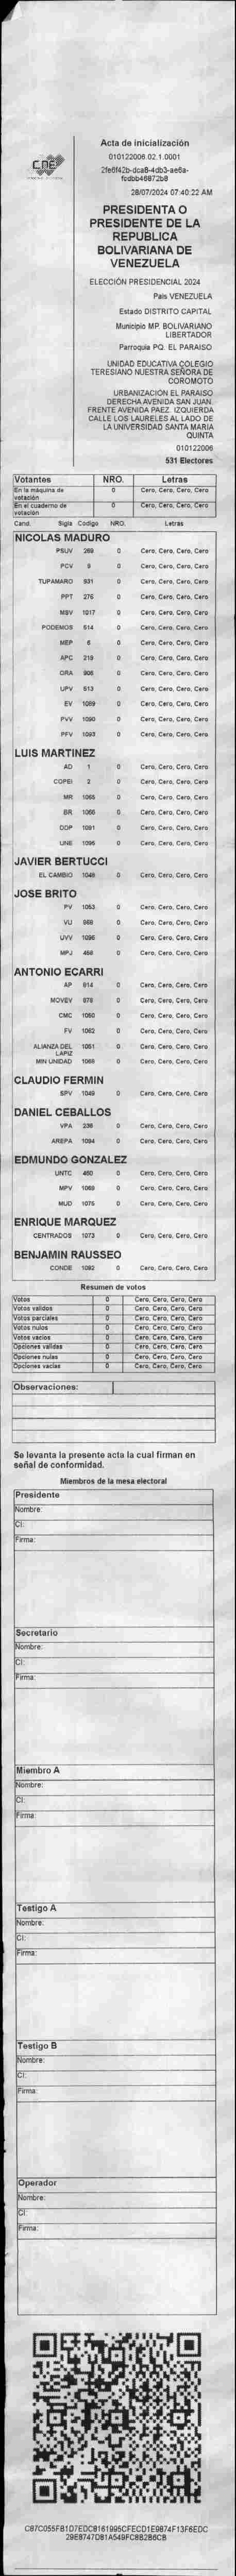 CNE
Acta de inicialización
010122006.02.1.0001
28/07/2024 07:40:22 AM
PRESIDENTA O
PRESIDENTE DE LA
REPUBLICA
BOLIVARIANA DE
VENEZUELA
ELECCIÓN PRESIDENCIAL 2024
País VENEZUELA
Estado DISTRITO CAPITAL
Municipio MP. BOLIVARIANO
LIBERTADOR
Parroquia PQ. EL PARAISO
UNIDAD EDUCATIVA COLEGIO
TERESIANO NUESTRA SEÑORA DE
COROMOTO
URBANIZACIÓN EL PARAISO
DERECHA AVENIDA SAN JUAN.
FRENTE AVENIDA PAEZ. IZQUIERDA
CALLE LOS LAURELES AL LADO DE
LA UNIVERSIDAD SANTA MARIA
QUINTA
010122006
531 Electores
Votantes NRO. Letras
En la máquina de votación 0 Cero, Cero, Cero, Cero
En el cuaderno de votación 0 Cero, Cero, Cero, Cero
Cand. Sigla Codigo NRO. Letras
NICOLAS MADURO
PSUV 269 0 Cero, Cero, Cero, Cero
PCV 9 0 Cero, Cero, Cero, Cero
TUPAMARO 931 0 Cero, Cero, Cero, Cero
PPT 276 0 Cero, Cero, Cero, Cero
MSV 1017 0 Cero, Cero, Cero, Cero
PODEMOS 514 0 Cero, Cero, Cero, Cero
MEP 6 0 Cero, Cero, Cero, Cero
APC 219 0 Cero, Cero, Cero, Cero
ORA 906 0 Cero, Cero, Cero, Cero
UPV 613 0 Cero, Cero, Cero, Cero
EV 1089 0 Cero, Cero, Cero, Cero
PVV 1090 0 Cero, Cero, Cero, Cero
PFV 1093 0 Cero, Cero, Cero, Cero
LUIS MARTINEZ
AD 1 0 Cero, Cero, Cero, Cero
COPEI 2 0 Cero, Cero, Cero, Cero
MR 1065 0 Cero, Cero, Cero, Cero
BR 1066 0 Cero, Cero, Cero, Cero
DDP 1091 0 Cero, Cero, Cero, Cero
UNE 1095 0 Cero, Cero, Cero, Cero
JAVIER BERTUCCI
EL CAMBIO 1048 0 Cero, Cero, Cero, Cero
JOSE BRITO
PV 1053 0 Cero, Cero, Cero, Cero
VU 968 0 Cero, Cero, Cero, Cero
UVV 1096 0 Cero, Cero, Cero, Cero
MPJ 456 0 Cero, Cero, Cero, Cero
ANTONIO ECARRI
AP 914 0 Cero, Cero, Cero, Cero
MOVEV 878 0 Cero, Cero, Cero, Cero
CMC 1050 0 Cero, Cero, Cero, Cero
FV 1062 0 Cero, Cero, Cero, Cero
ALIANZA DEL LAPIZ 1051 0 Cero, Cero, Cero, Cero
MIN UNIDAD 1069 0 Cero, Cero, Cero, Cero
CLAUDIO FERMIN
SPV 1049 0 Cero, Cero, Cero, Cero
DANIEL CEBALLOS
VPA 236 0 Cero, Cero, Cero, Cero
AREPA 1094 0 Cero, Cero, Cero, Cero
EDMUNDO GONZALEZ
UNTC 460 0 Cero, Cero, Cero, Cero
MPV 1068 0 Cero, Cero, Cero, Cero
MUD 1075 0 Cero, Cero, Cero, Cero
ENRIQUE MARQUEZ
CENTRADOS 1073 0 Cero, Cero, Cero, Cero
BENJAMIN RAUSSEO
CONDE 1092 0 Cero, Cero, Cero, Cero
Resumen de votos
Votos 0 Cero, Cero, Cero, Cero
Votos validos 0 Cero, Cero, Cero, Cero
Votos parciales 0 Cero, Cero, Cero, Cero
Votos nulos 0 Cero, Cero, Cero, Cero
Votos vacios 0 Cero, Cero, Cero, Cero
Opciones validas 0 Cero, Cero, Cero, Cero
Opciones nulas 0 Cero, Cero, Cero, Cero
Opciones vacias 0 Cero, Cero, Cero, Cero
Observaciones:
Se levanta la presente acta la cual firman en
señal de conformidad.
Miembros de la mesa electoral
Presidente
Nombre:
CI:
Firma:
Secretario
Nombre:
CI:
Firma:
Miembro A
Nombre:
CI:
Firma:
Testigo A
Nombre:
CI:
Firma:
Testigo B
Nombre:
CI:
Firma:
Operador
Nombre:
CI:
Firma: